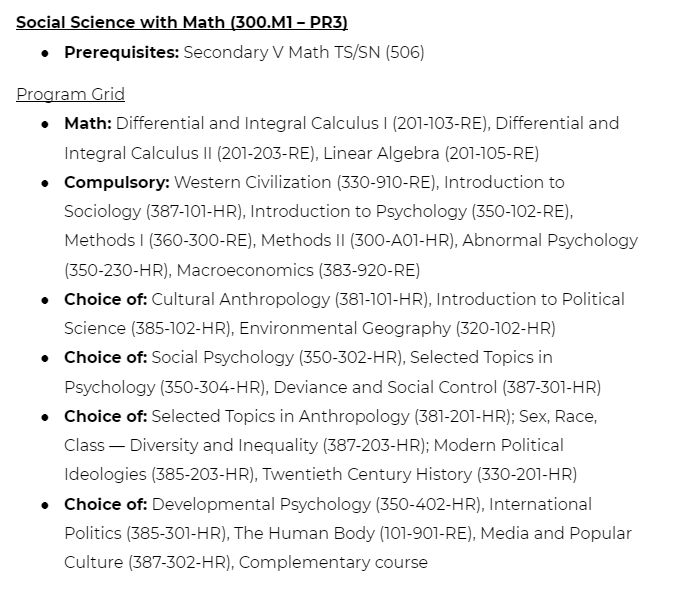 Social Science with Math (300.M1 – PR3)
● Prerequisites: Secondary V Math TS/SN (506)
Program Grid
● Math: Differential and Integral Calculus I (201-103-RE), Differential and
Integral Calculus II (201-203-RE), Linear Algebra (201-105-RE)
● Compulsory: Western Civilization (330-910-RE), Introduction to
Sociology (387-101-HR), Introduction to Psychology (350-102-RE),
Methods I (360-300-RE), Methods II (300-A01-HR), Abnormal Psychology
(350-230-HR), Macroeconomics (383-920-RE)
● Choice of: Cultural Anthropology (381-101-HR), Introduction to Political
Science (385-102-HR), Environmental Geography (320-102-HR)
● Choice of: Social Psychology (350-302-HR), Selected Topics in
Psychology (350-304-HR), Deviance and Social Control (387-301-HR)
● Choice of: Selected Topics in Anthropology (381-201-HR); Sex, Race,
Class — Diversity and Inequality (387-203-HR); Modern Political
Ideologies (385-203-HR), Twentieth Century History (330-201-HR)
● Choice of: Developmental Psychology (350-402-HR), International
Politics (385-301-HR), The Human Body (101-901-RE), Media and Popular
Culture (387-302-HR), Complementary course